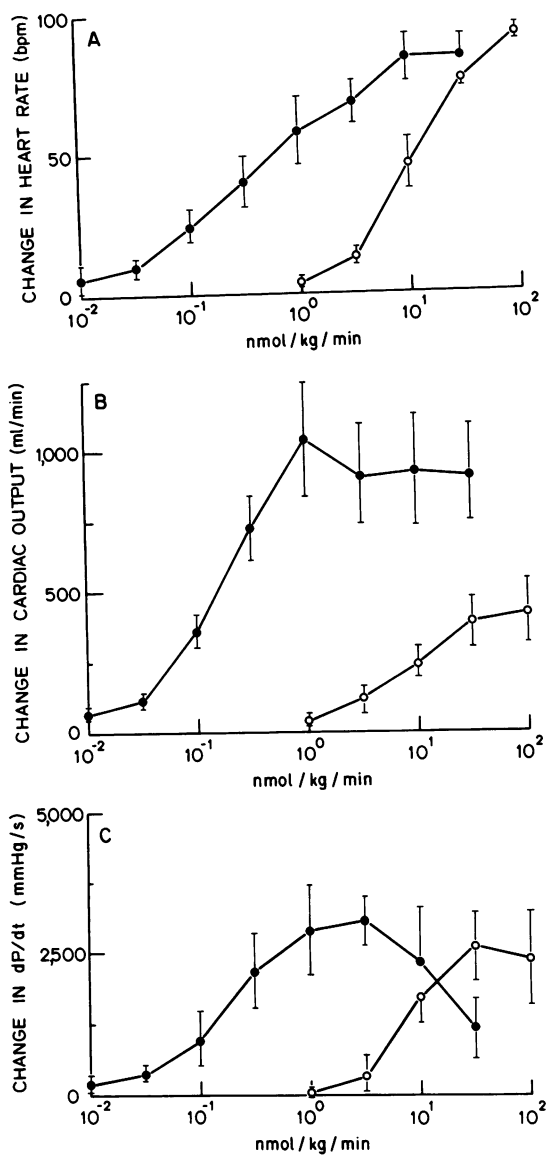 A
CHANGE IN HEART RATE (bpm)
100
50
0
10-2 10-1 100 101 102
nmol/kg/min
B
CHANGE IN CARDIAC OUTPUT (ml/min)
1,000
500
0
10-2 10-1 100 101 102
nmol/kg/min
C
CHANGE IN dP/dt (mmHg/s)
5,000
2,500
0
10-2 10-1 100 101 102
nmol/kg/min